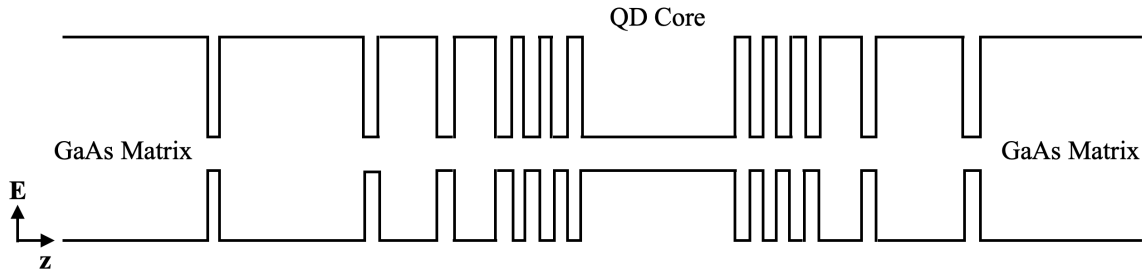 QD Core
GaAs Matrix
GaAs Matrix
E
z